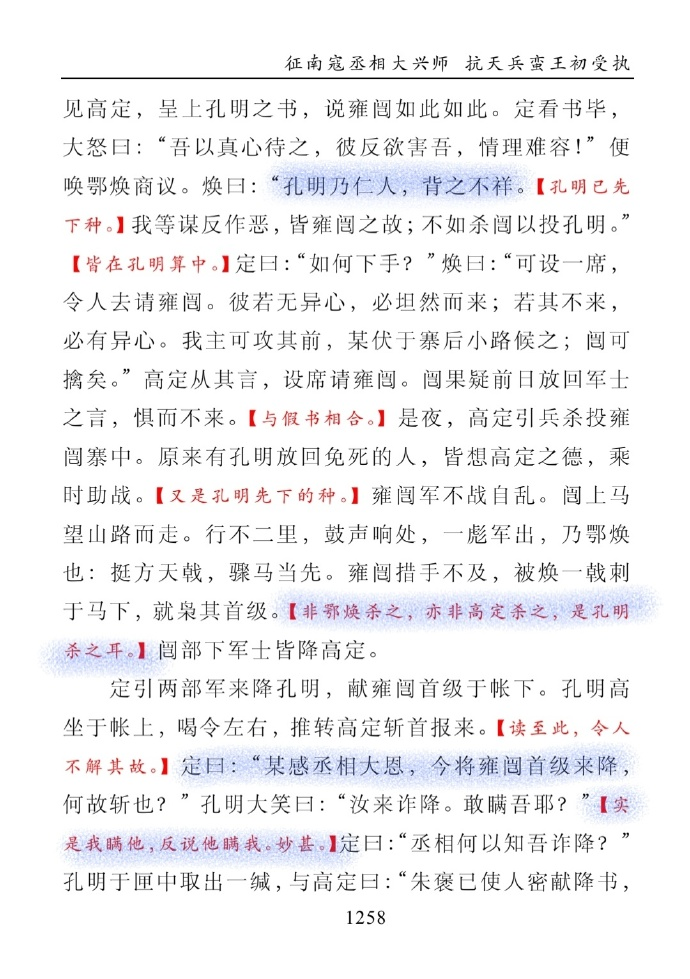 征南寇丞相大兴师 抗天兵蛮王初受执
见高定，呈上孔明之书，说雍闿如此如此。定看书毕，
大怒曰：“吾以真心待之，彼反欲害吾，情理难容！”便
唤鄂焕商议。焕曰：“孔明乃仁人，背之不祥。【孔明已先
下种。】我等谋反作恶，皆雍闿之故；不如杀闿以投孔明。”
【皆在孔明算中。】定曰：“如何下手？”焕曰：“可设一席，
令人去请雍闿。彼若无异心，必坦然而来；若其不来，
必有异心。我主可攻其前，某伏于寨后小路候之；闿可
擒矣。”高定从其言，设席请雍闿。闿果疑前日放回军士
之言，惧而不来。【与假书相合。】是夜，高定引兵杀投雍
闿寨中。原来有孔明放回免死的人，皆想高定之德，乘
时助战。【又是孔明先下的种。】雍闿军不战自乱。闿上马
望山路而走。行不二里，鼓声响处，一彪军出，乃鄂焕
也：挺方天戟，骤马当先。雍闿措手不及，被焕一戟刺
于马下，就枭其首级。【非鄂焕杀之，亦非高定杀之，是孔明
杀之耳。】闿部下军士皆降高定。
定引两部军来降孔明，献雍闿首级于帐下。孔明高
坐于帐上，喝令左右，推转高定斩首报来。【读至此，令人
不解其故。】定曰：“某感丞相大恩，今将雍闿首级来降，
何故斩也？”孔明大笑曰：“汝来诈降。敢瞒吾耶？”【实
是我瞒他，反说他瞒我。妙甚。】定曰：“丞相何以知吾诈降？”
孔明于匣中取出一缄，与高定曰：“朱褒已使人密献降书，
1258